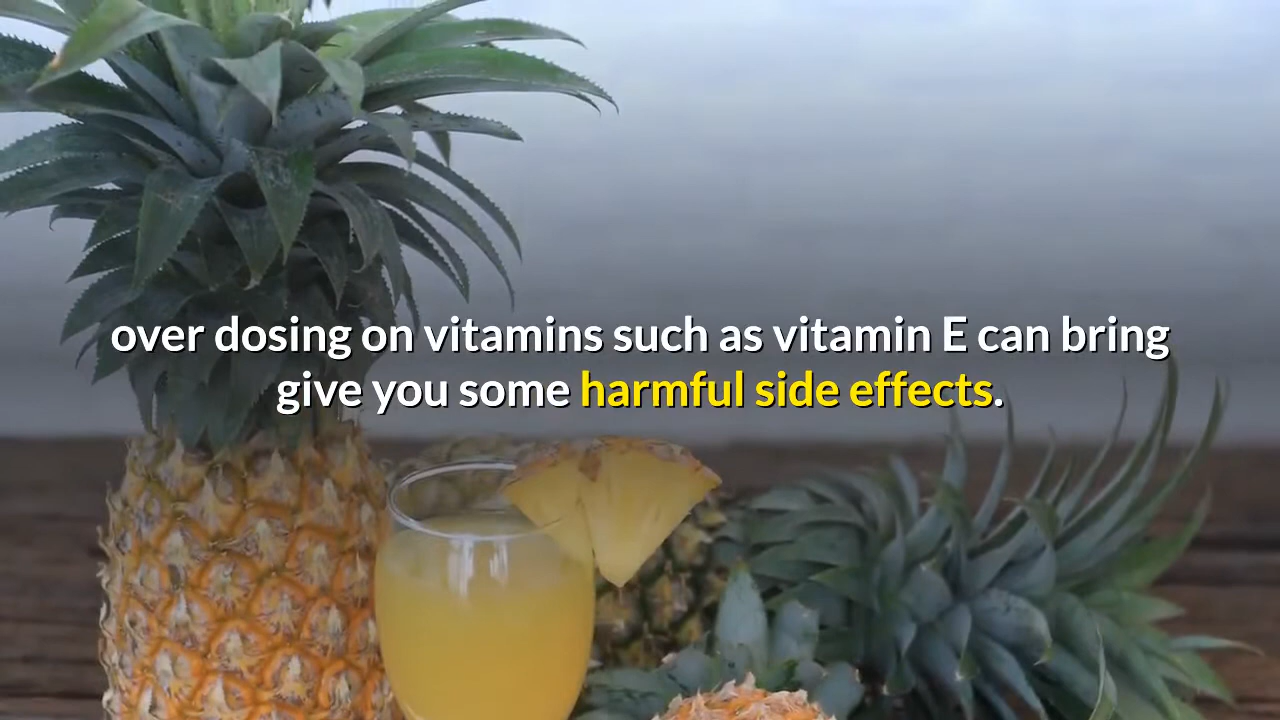 over dosing on vitamins such as vitamin E can bring
give you some harmful side effects.